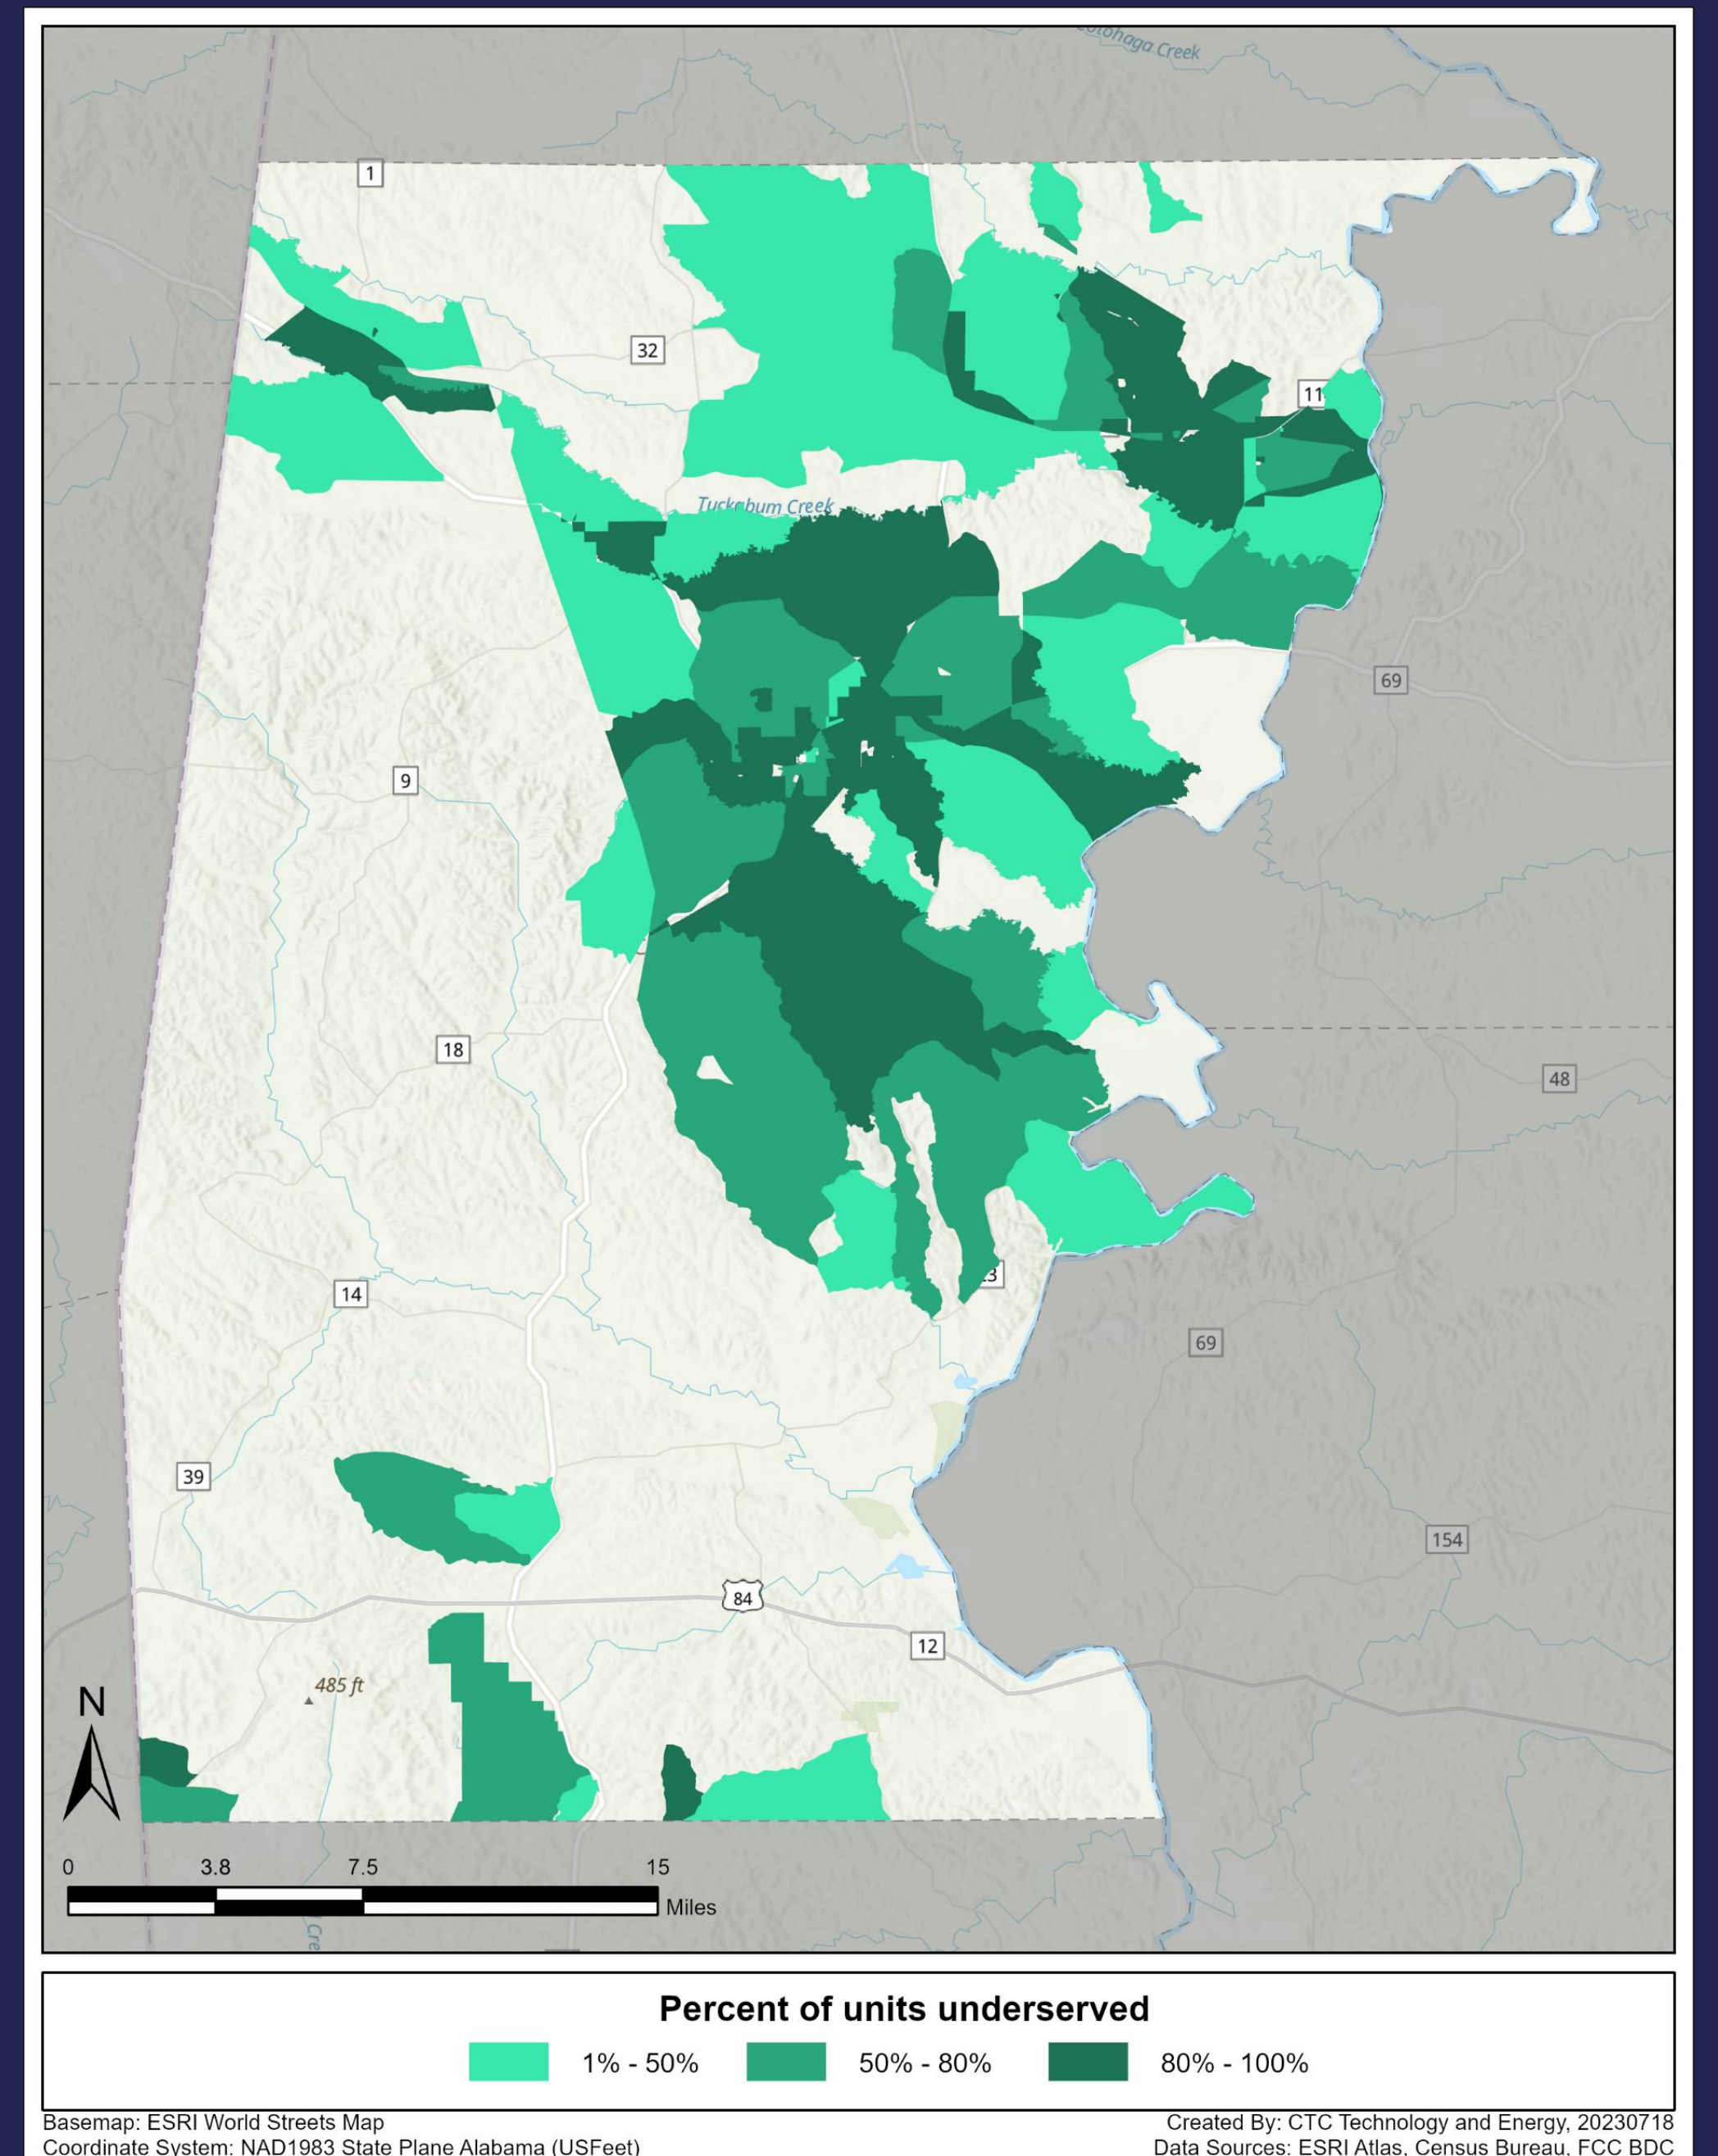 otohaga Creek
1
32
11
Tuckabum Creek
69
9
18
48
14
23
69
39
154
84
12
485 ft
N
0 3.8 7.5 15
Miles
Cre
Percent of units underserved
1% - 50% 50% - 80% 80% - 100%
Basemap: ESRI World Streets Map
Created By: CTC Technology and Energy, 20230718
Coordinate System: NAD1983 State Plane Alabama (USFeet)
Data Sources: ESRI Atlas, Census Bureau, FCC BDC